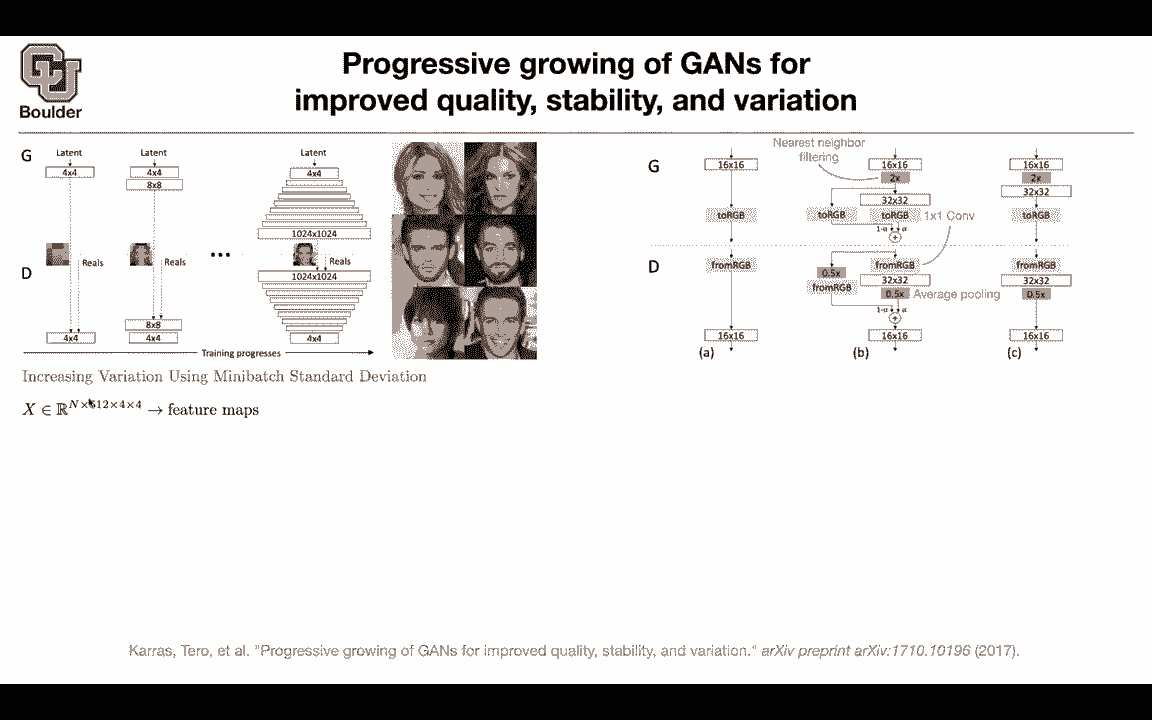 Boulder
Progressive growing of GANs for
improved quality, stability, and variation
G
Latent
Latent
Latent
4x4
4x4
8x8
4x4
1024x1024
D
Reals
Reals
...
Reals
1024x1024
4x4
8x8
4x4
4x4
Training progresses
G
16x16
toRGB
Nearest neighbor
filtering
16x16
2x
32x32
toRGB
toRGB
1x1 Conv
1-α
α
+
16x16
2x
32x32
toRGB
D
fromRGB
16x16
(a)
0.5x
fromRGB
fromRGB
32x32
0.5x
Average pooling
1-α
α
+
16x16
(b)
fromRGB
32x32
0.5x
16x16
(c)
Increasing Variation Using Minibatch Standard Deviation
X ∈ ℝ^{N×512×4×4} → feature maps
Karras, Tero, et al. "Progressive growing of GANs for improved quality, stability, and variation." arXiv preprint arXiv:1710.10196 (2017).